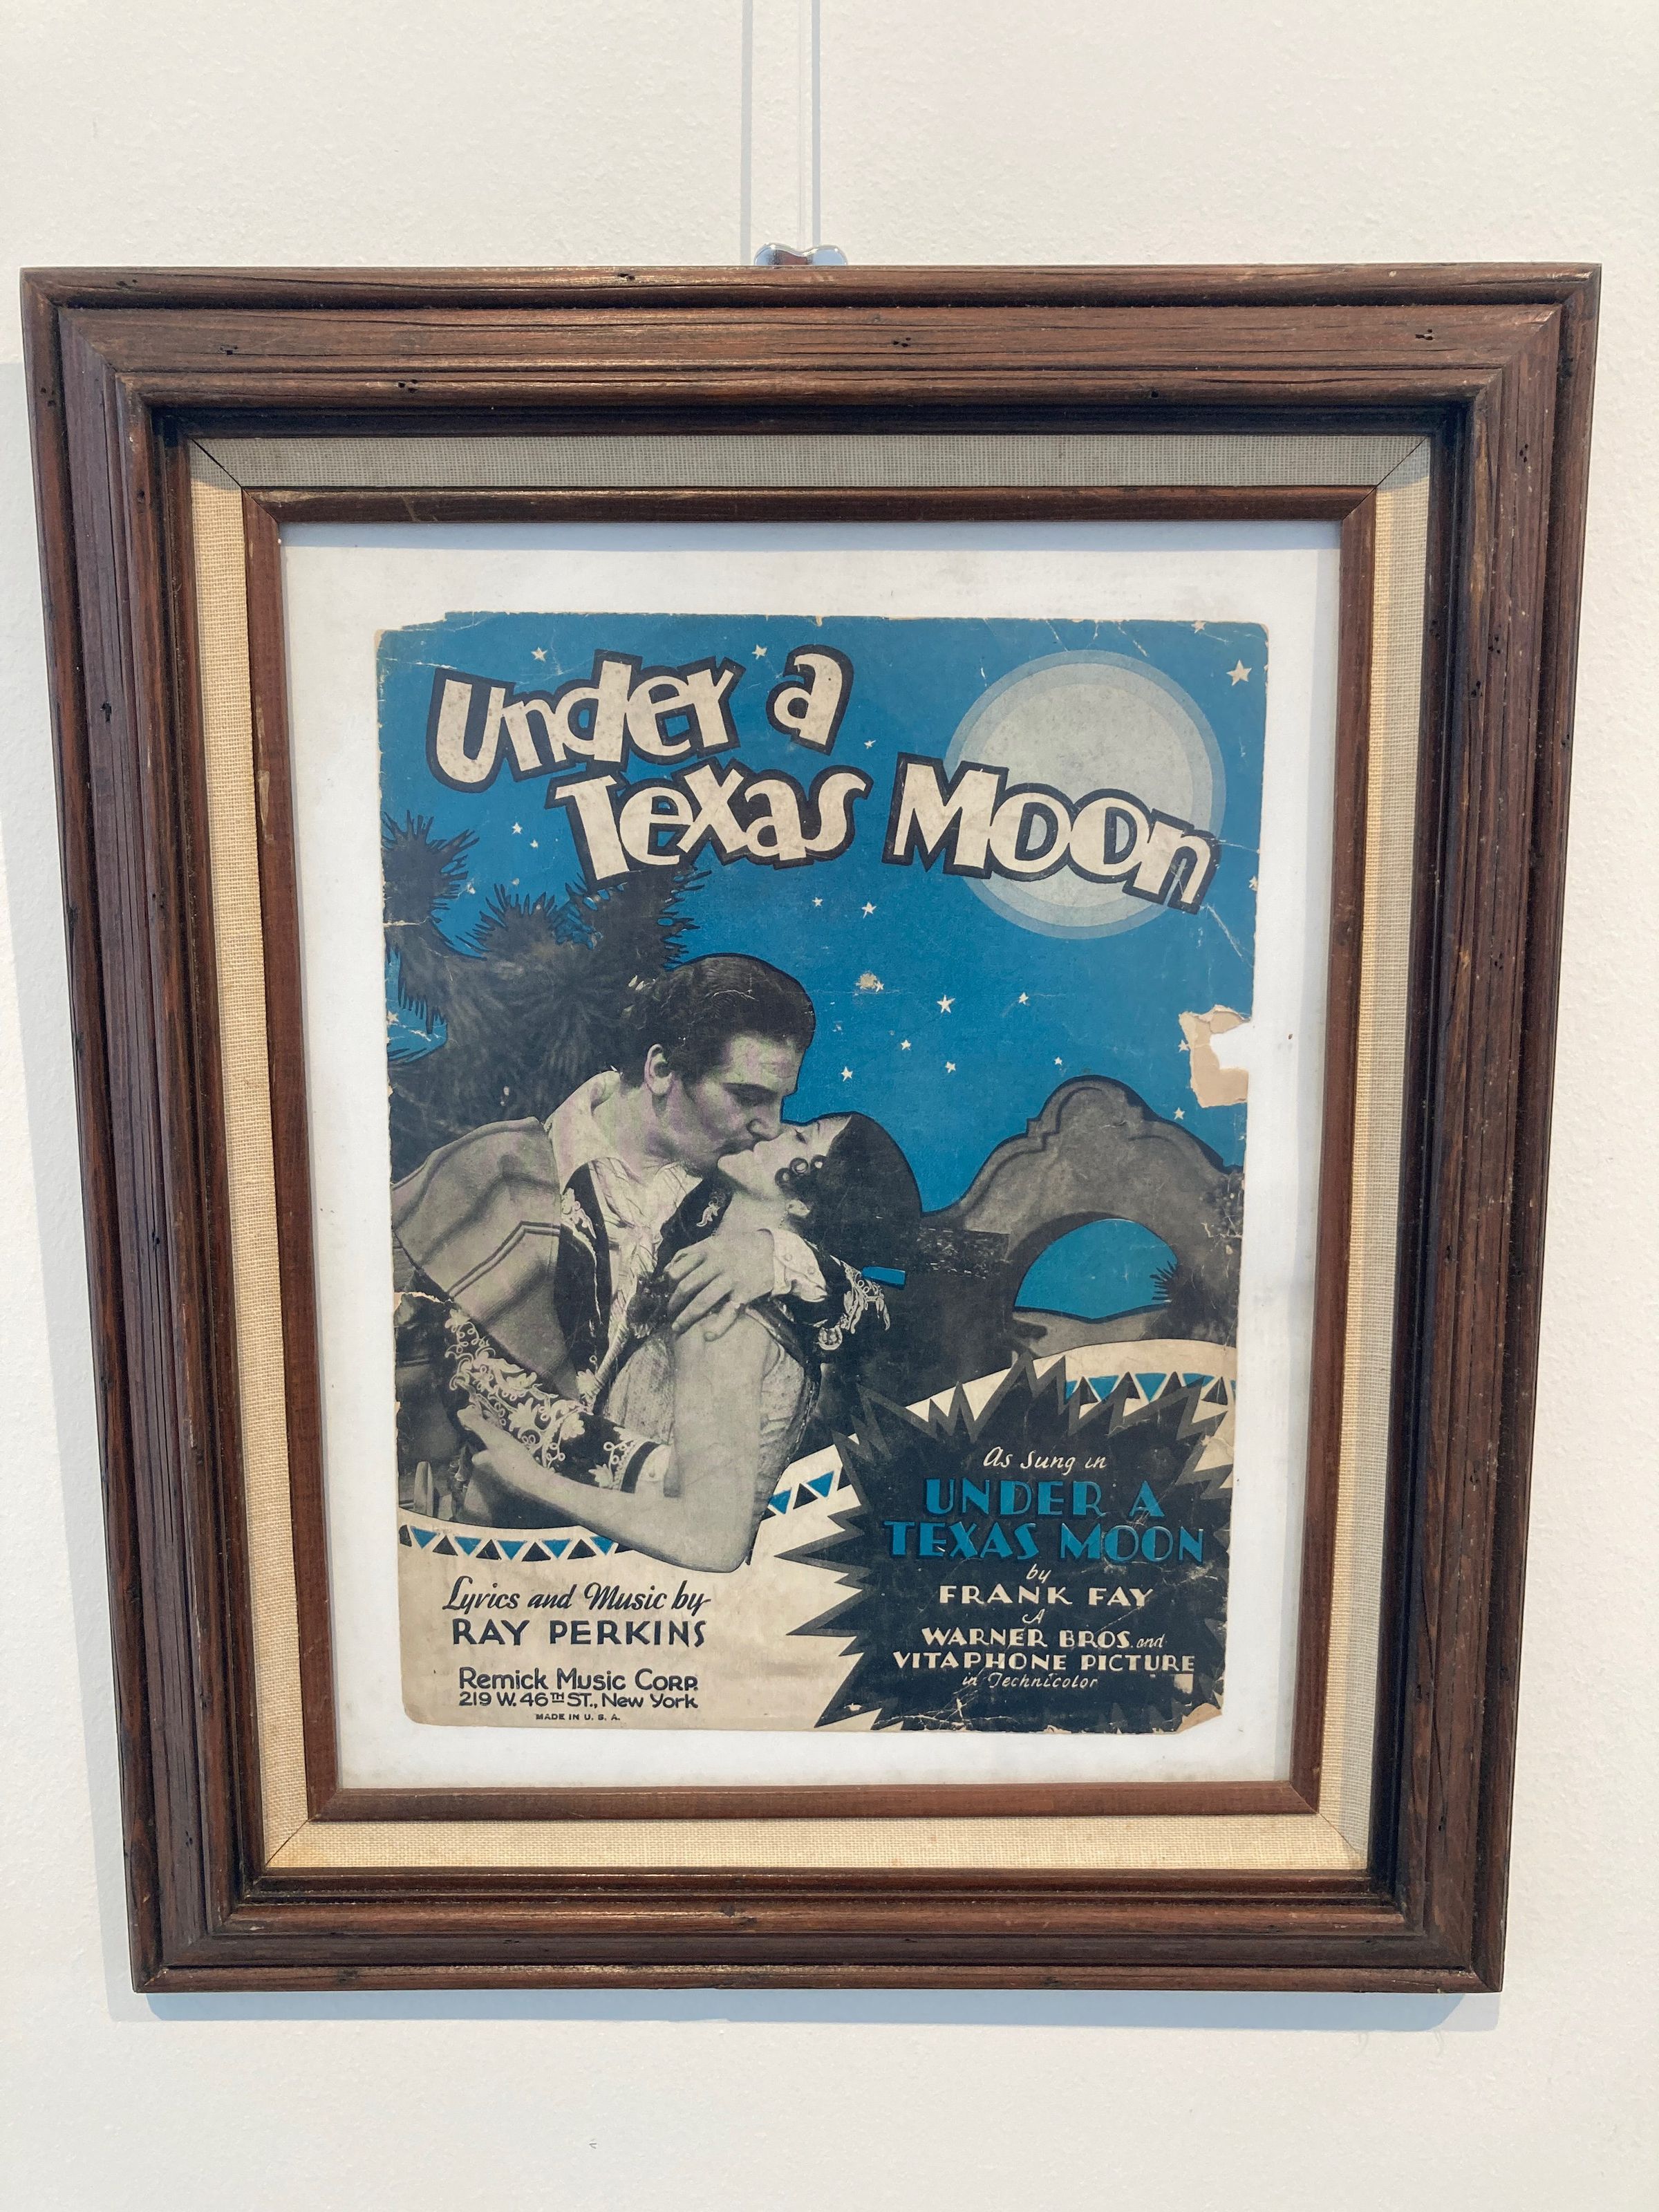 Under a
Texas Moon
As sung in
UNDER A
TEXAS MOON
by
FRANK FAY
A
WARNER BROS. and
VITAPHONE PICTURE
in Technicolor
Lyrics and Music by
RAY PERKINS
Remick Music Corp.
219 W. 46TH ST., New York
MADE IN U. S. A.